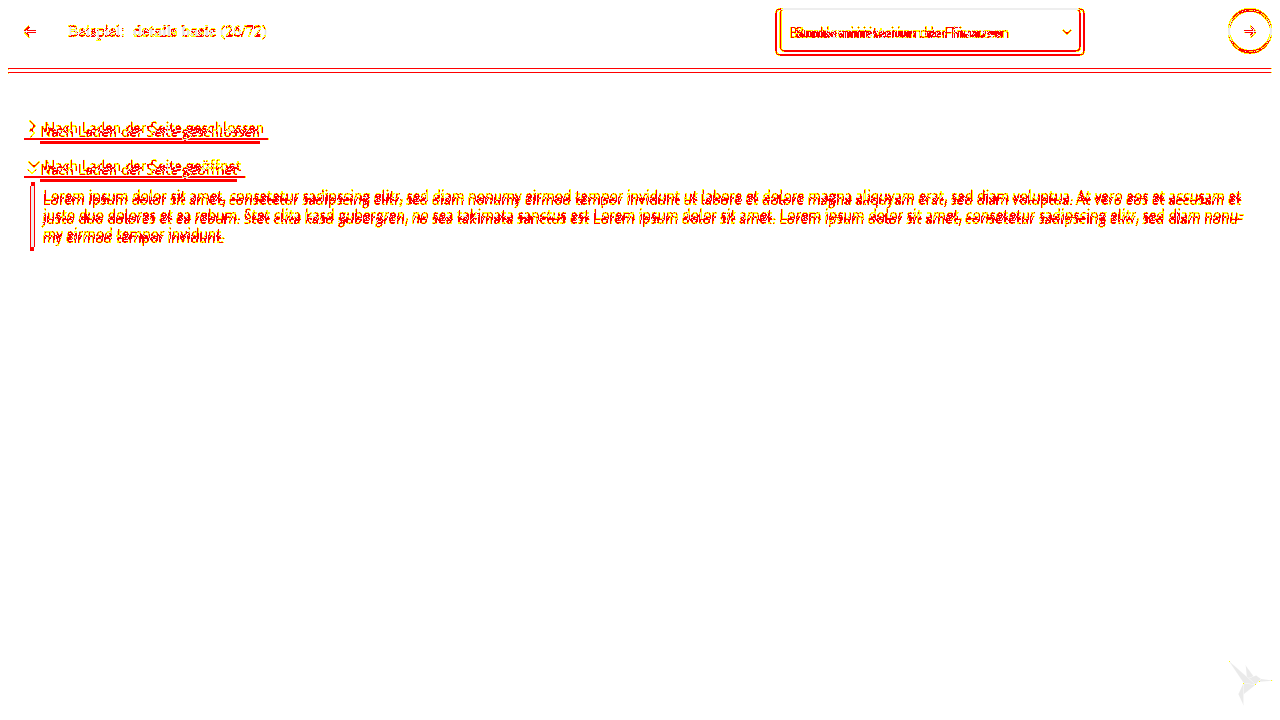 Beispiel: details basic (26/72)
Nach Laden der Seite geschlossen
Nach Laden der Seite geöffnet
Lorem ipsum dolor sit amet, consetetur sadipscing elitr, sed diam nonumy eirmod tempor invidunt ut labore et dolore magna aliquyam erat, sed diam voluptua. At vero eos et accusam et
justo duo dolores et ea rebum. Stet clita kasd gubergren, no sea takimata sanctus est Lorem ipsum dolor sit amet. Lorem ipsum dolor sit amet, consetetur sadipscing elitr, sed diam nonu-
my eirmod tempor invidunt.